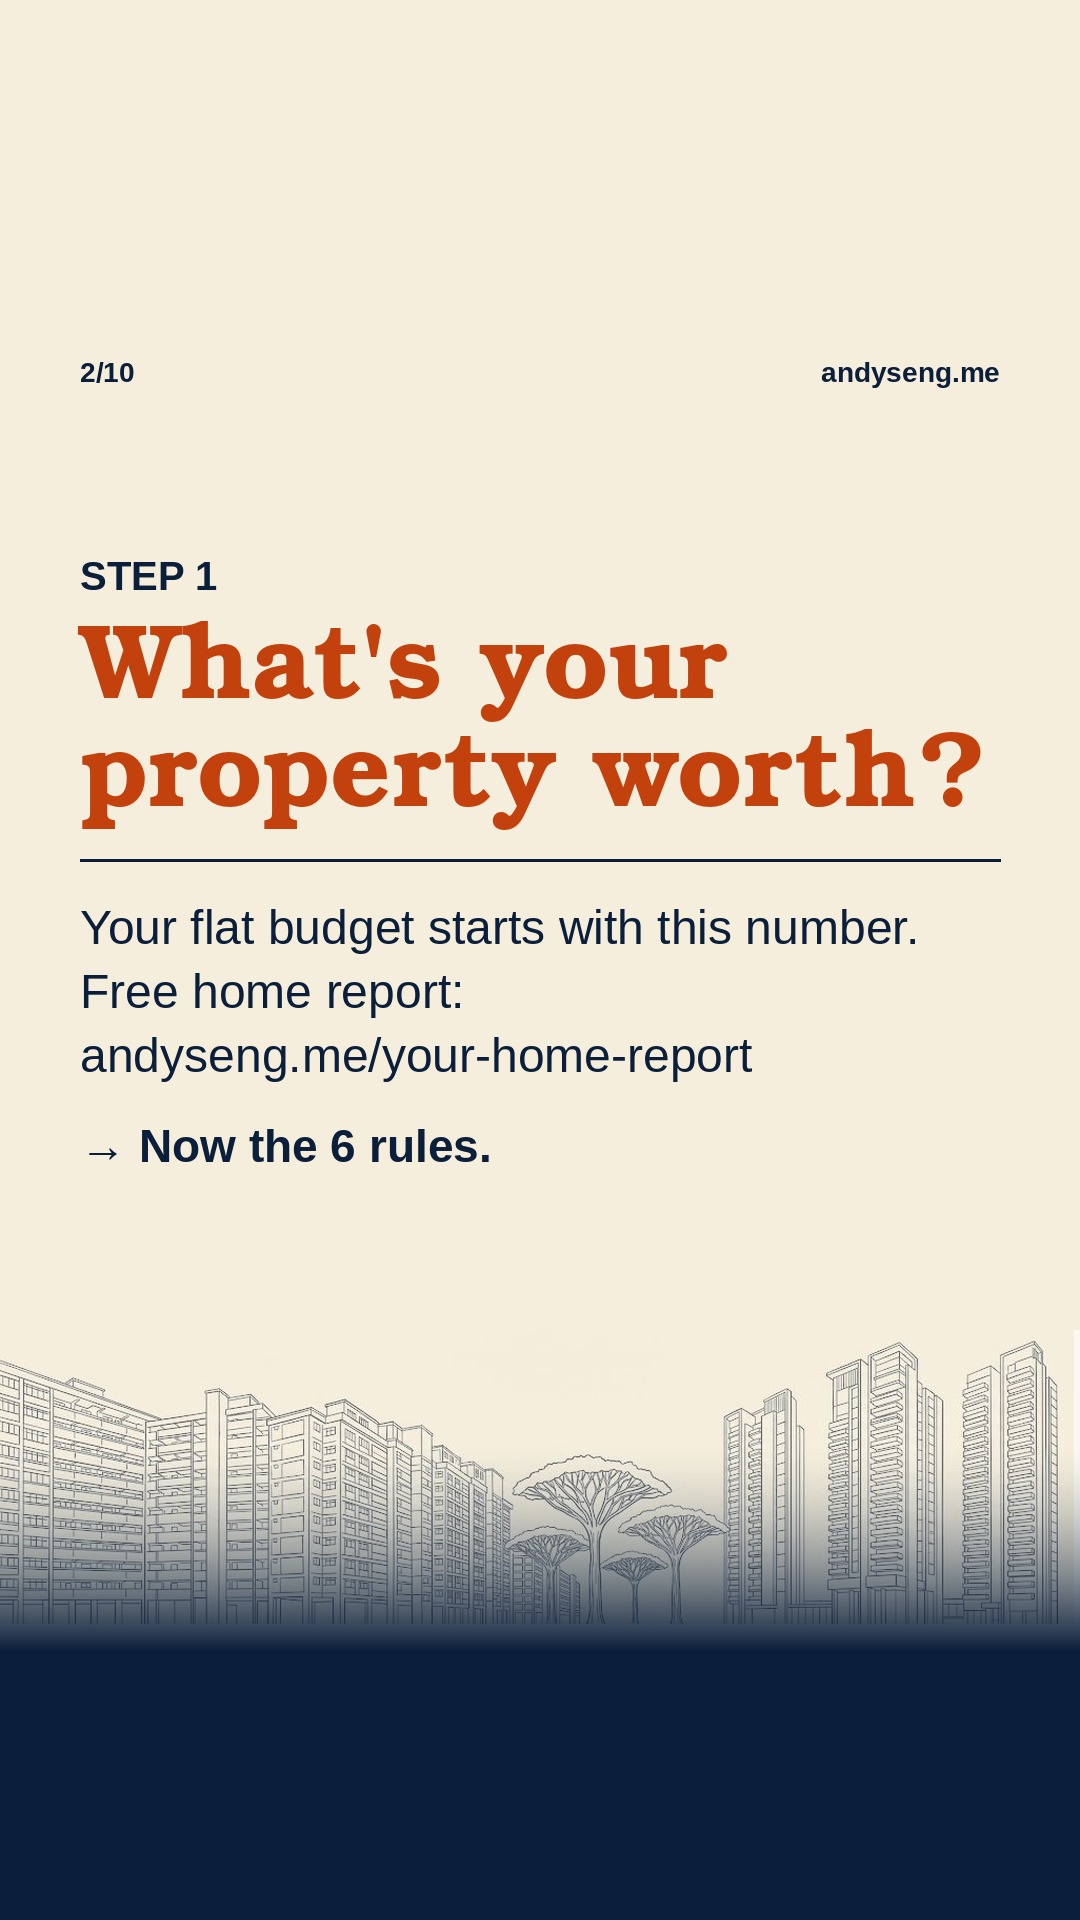 2/10
andyseng.me
STEP 1
What's your
property worth?
Your flat budget starts with this number.
Free home report:
andyseng.me/your-home-report
→ Now the 6 rules.